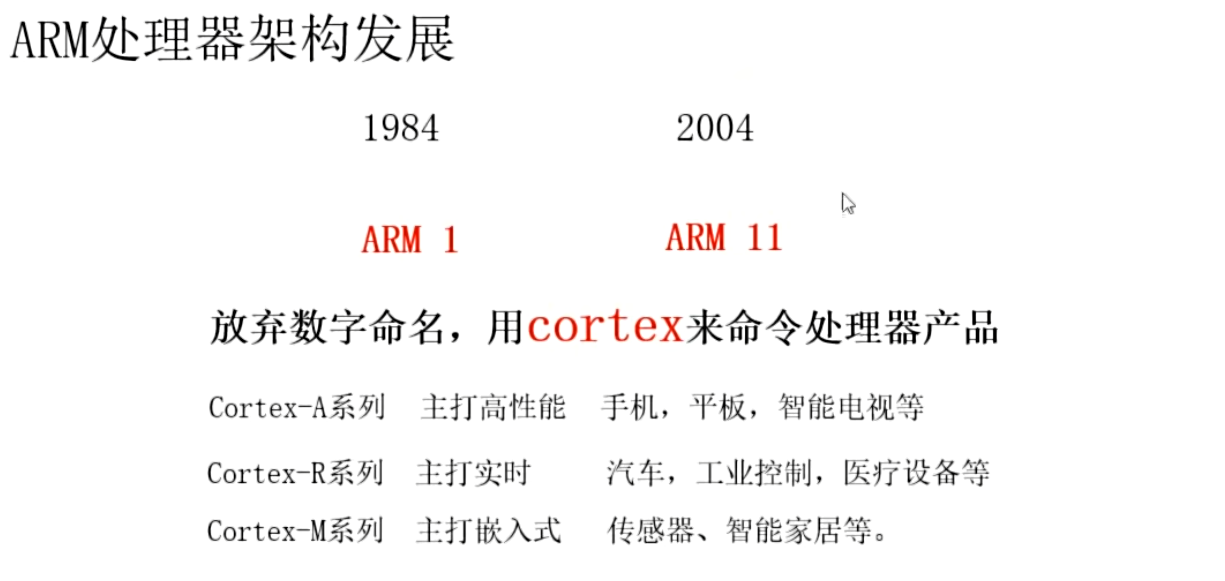 ARM处理器架构发展
1984 2004
ARM 1 ARM 11
放弃数字命名，用cortex来命令处理器产品
Cortex-A系列 主打高性能 手机，平板，智能电视等
Cortex-R系列 主打实时 汽车，工业控制，医疗设备等
Cortex-M系列 主打嵌入式 传感器、智能家居等。